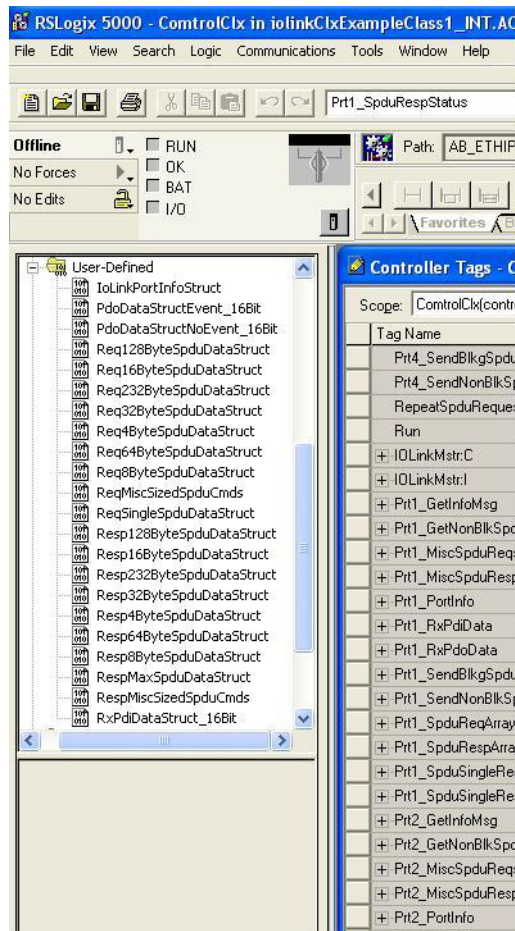 RSLogix 5000 - ComtrolClx in iolinkClxExampleClass1_INT.AC
File Edit View Search Logic Communications Tools Window Help
Prt1_SpduRespStatus
Offline
RUN
Path: AB_ETHIP
No Forces
OK
BAT
No Edits
I/O
Favorites
User-Defined
IoLinkPortInfoStruct
PdoDataStructEvent_16Bit
PdoDataStructNoEvent_16Bit
Req128ByteSpduDataStruct
Req16ByteSpduDataStruct
Req232ByteSpduDataStruct
Req32ByteSpduDataStruct
Req4ByteSpduDataStruct
Req64ByteSpduDataStruct
Req8ByteSpduDataStruct
ReqMiscSizedSpduCmds
ReqSingleSpduDataStruct
Resp128ByteSpduDataStruct
Resp16ByteSpduDataStruct
Resp232ByteSpduDataStruct
Resp32ByteSpduDataStruct
Resp4ByteSpduDataStruct
Resp64ByteSpduDataStruct
Resp8ByteSpduDataStruct
RespMaxSpduDataStruct
RespMiscSizedSpduCmds
RxPdiDataStruct_16Bit
Controller Tags - C
Scope: ComtrolClx(contr
Tag Name
Prt4_SendBlkgSpdu
Prt4_SendNonBlkSp
RepeatSpduReques
Run
IOLinkMstr:C
IOLinkMstr:I
Prt1_GetInfoMsg
Prt1_GetNonBlkSpd
Prt1_MiscSpduReqs
Prt1_MiscSpduResp
Prt1_PortInfo
Prt1_RxPdiData
Prt1_RxPdoData
Prt1_SendBlkgSpdu
Prt1_SendNonBlkSp
Prt1_SpduReqArray
Prt1_SpduRespArra
Prt1_SpduSingleRe
Prt1_SpduSingleRe
Prt2_GetInfoMsg
Prt2_GetNonBlkSpd
Prt2_MiscSpduReqs
Prt2_MiscSpduResp
Prt2_PortInfo